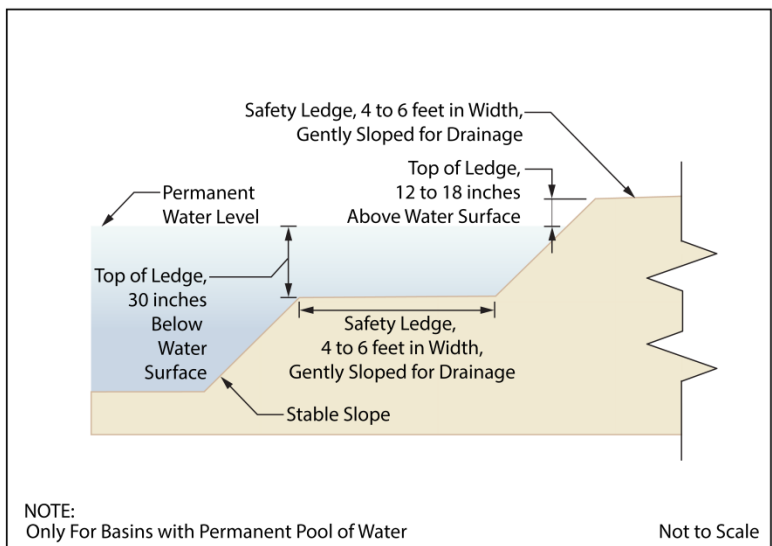 Safety Ledge, 4 to 6 feet in Width,
Gently Sloped for Drainage
Top of Ledge,
12 to 18 inches
Above Water Surface
Permanent
Water Level
Top of Ledge,
30 inches
Below
Water
Surface
Safety Ledge,
4 to 6 feet in Width,
Gently Sloped for Drainage
Stable Slope
NOTE:
Only For Basins with Permanent Pool of Water
Not to Scale